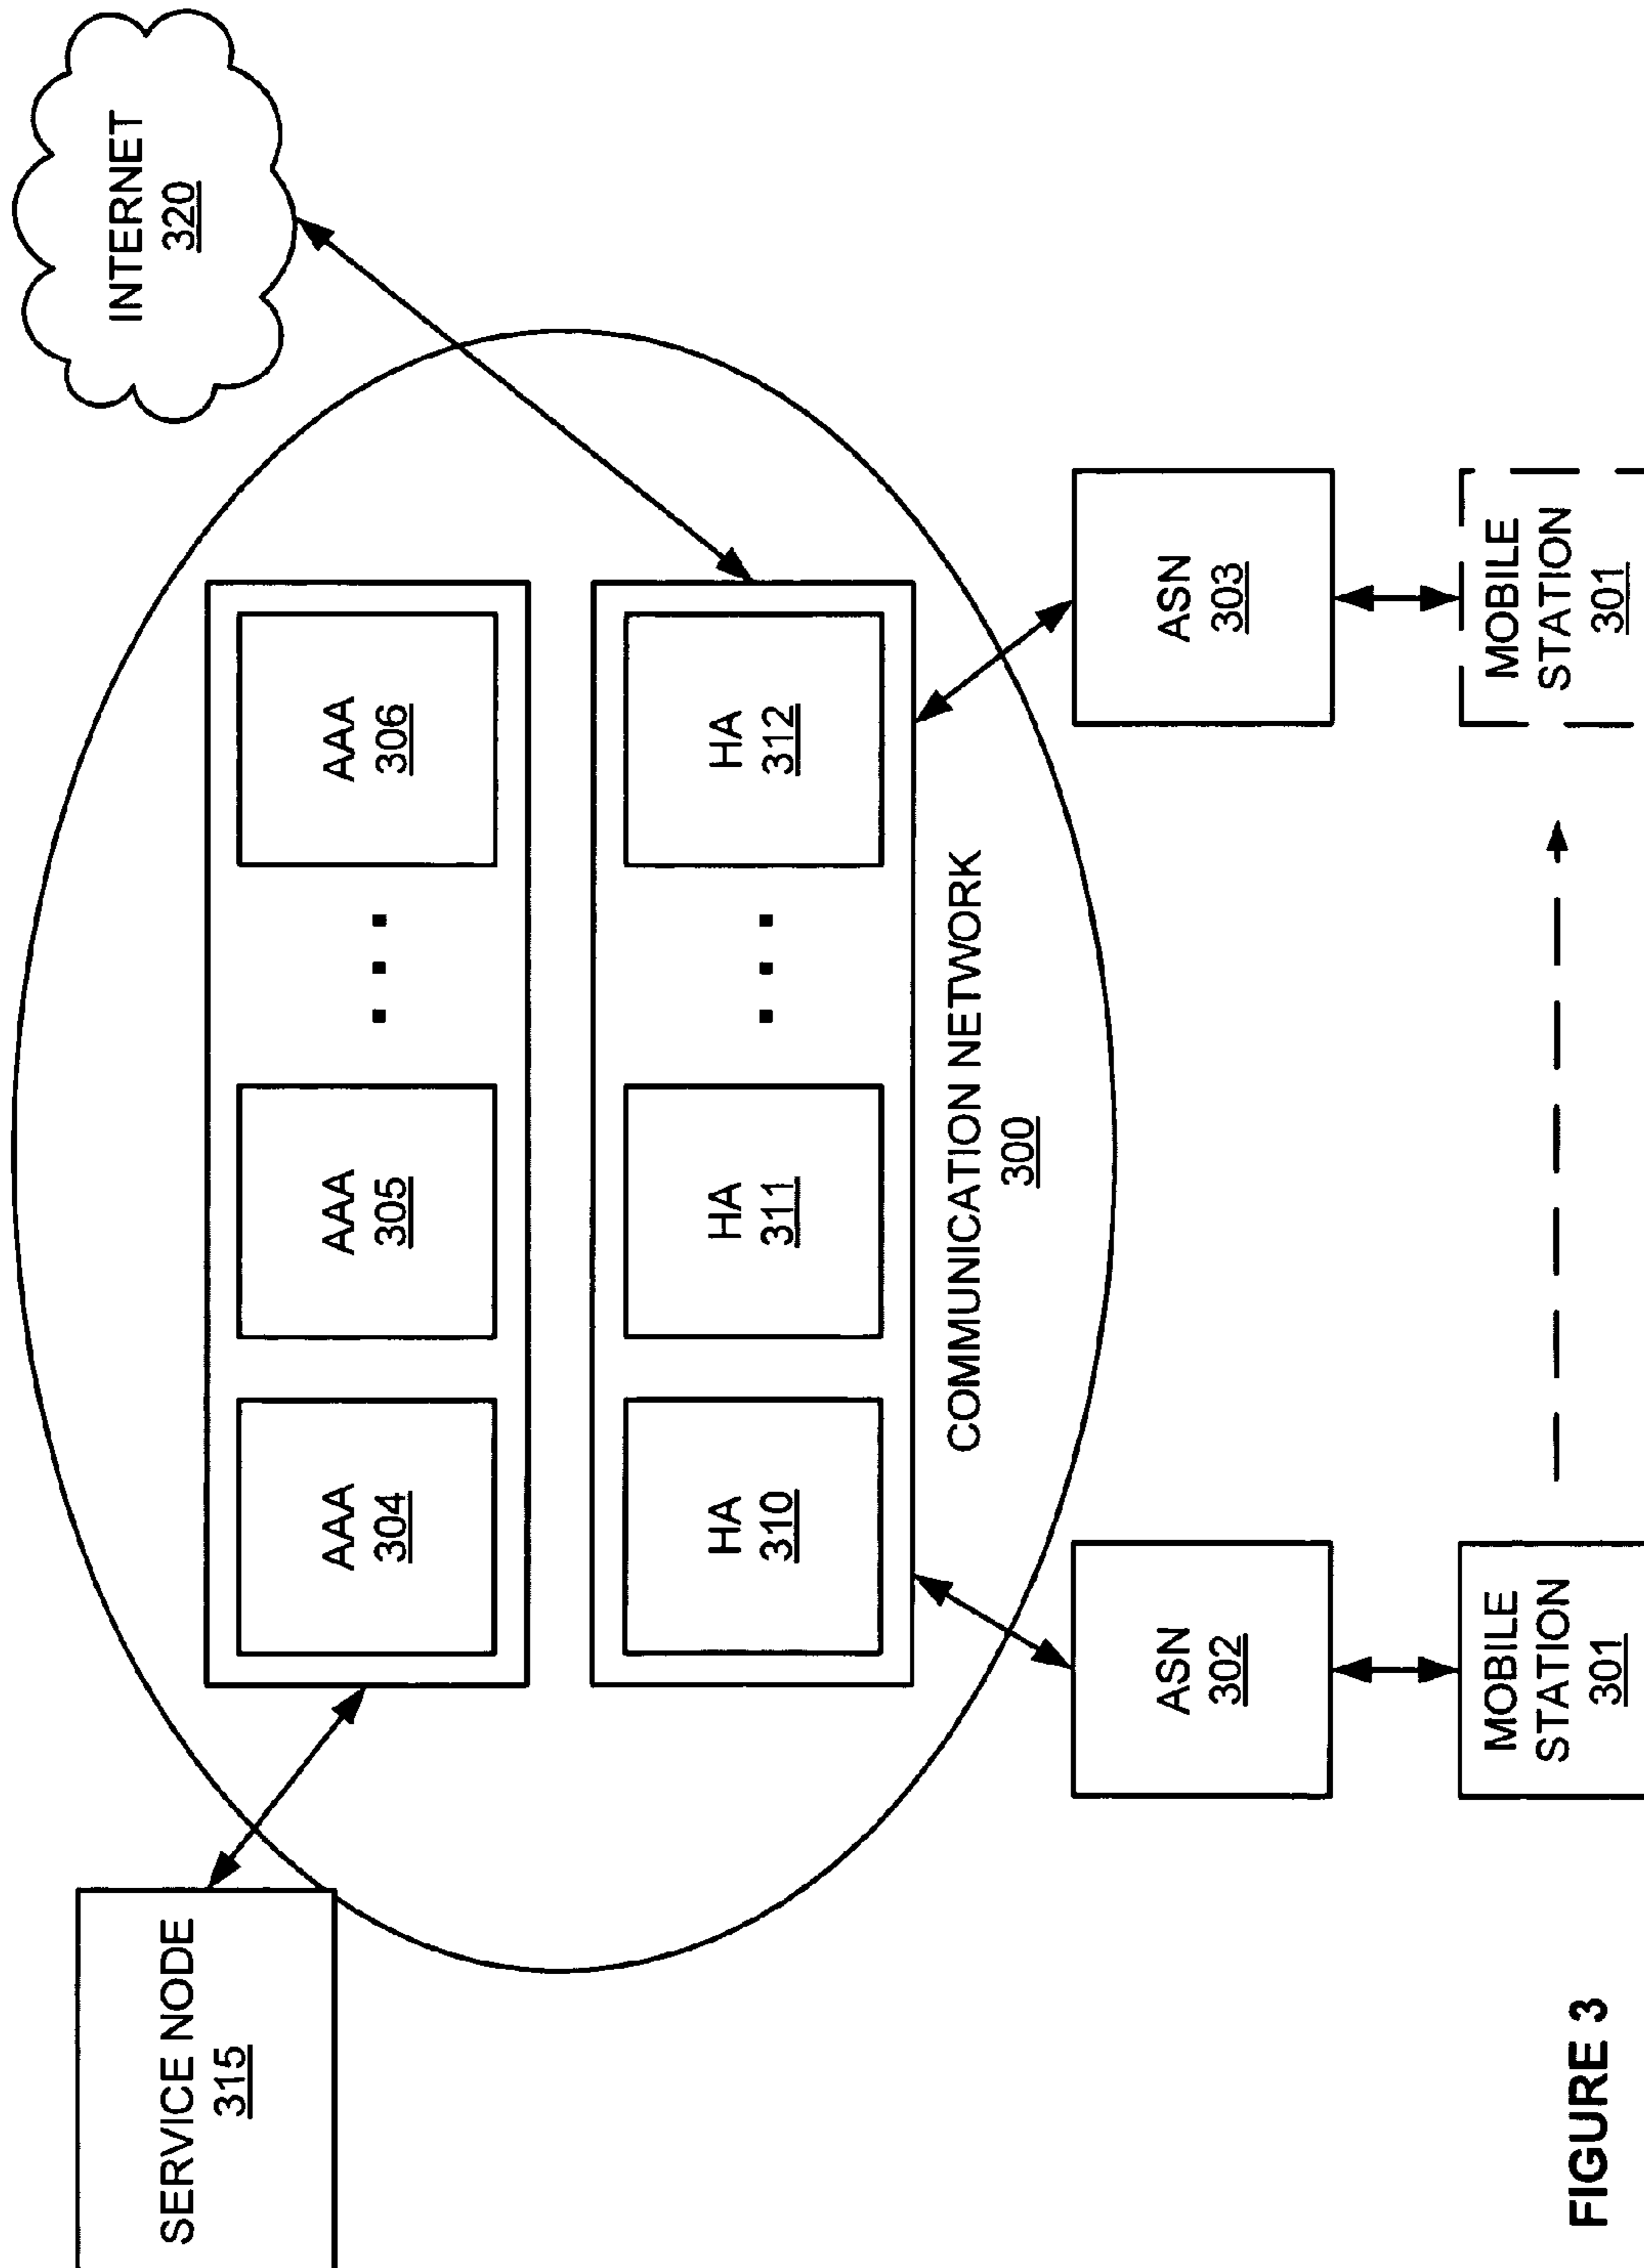 SERVICE NODE
315
INTERNET
320
AAA
304
AAA
305
. . .
AAA
306
HA
310
HA
311
. . .
HA
312
COMMUNICATION NETWORK
300
ASN
302
ASN
303
MOBILE
STATION
301
MOBILE
STATION
301
FIGURE 3